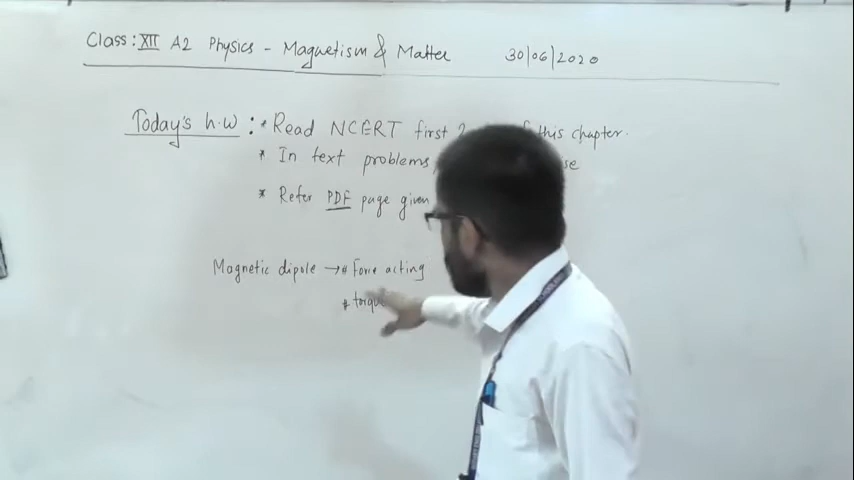 Class: XII A2 Physics - Magnetism & Matter 30/06/2020
Today's h.w : * Read NCERT first 2 of this chapter.
* In text problems,
* Refer PDF page given
Magnetic dipole → * Force acting
* torque